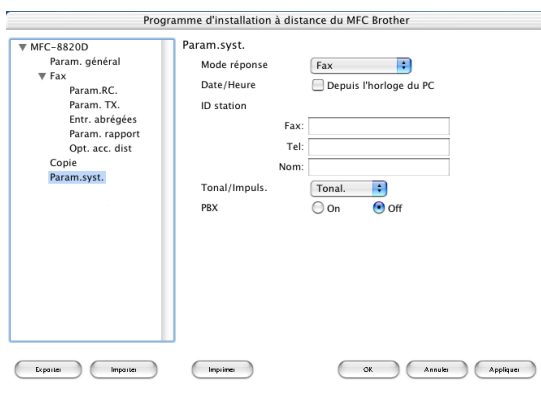 Programme d'installation à distance du MFC Brother
MFC-8820D
Param. général
Fax
Param.RC.
Param. TX.
Entr. abrégées
Param. rapport
Opt. acc. dist
Copie
Param.syst.
Param.syst.
Mode réponse Fax
Date/Heure Depuis l'horloge du PC
ID station
Fax:
Tel:
Nom:
Tonal/Impuls. Tonal.
PBX On Off
Exporter Importer Imprimer OK Annuler Appliquer